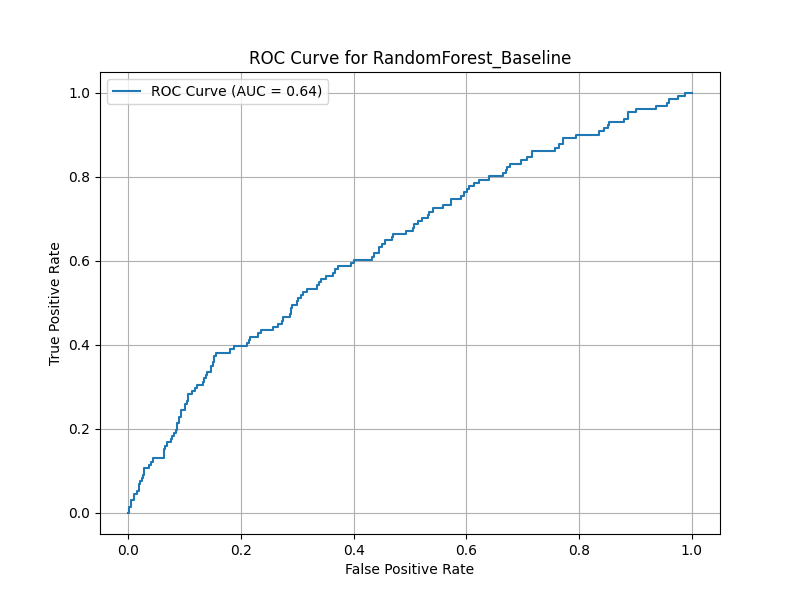 ROC Curve for RandomForest_Baseline
ROC Curve (AUC = 0.64)
1.0
0.8
0.6
0.4
0.2
0.0
True Positive Rate
0.0 0.2 0.4 0.6 0.8 1.0
False Positive Rate